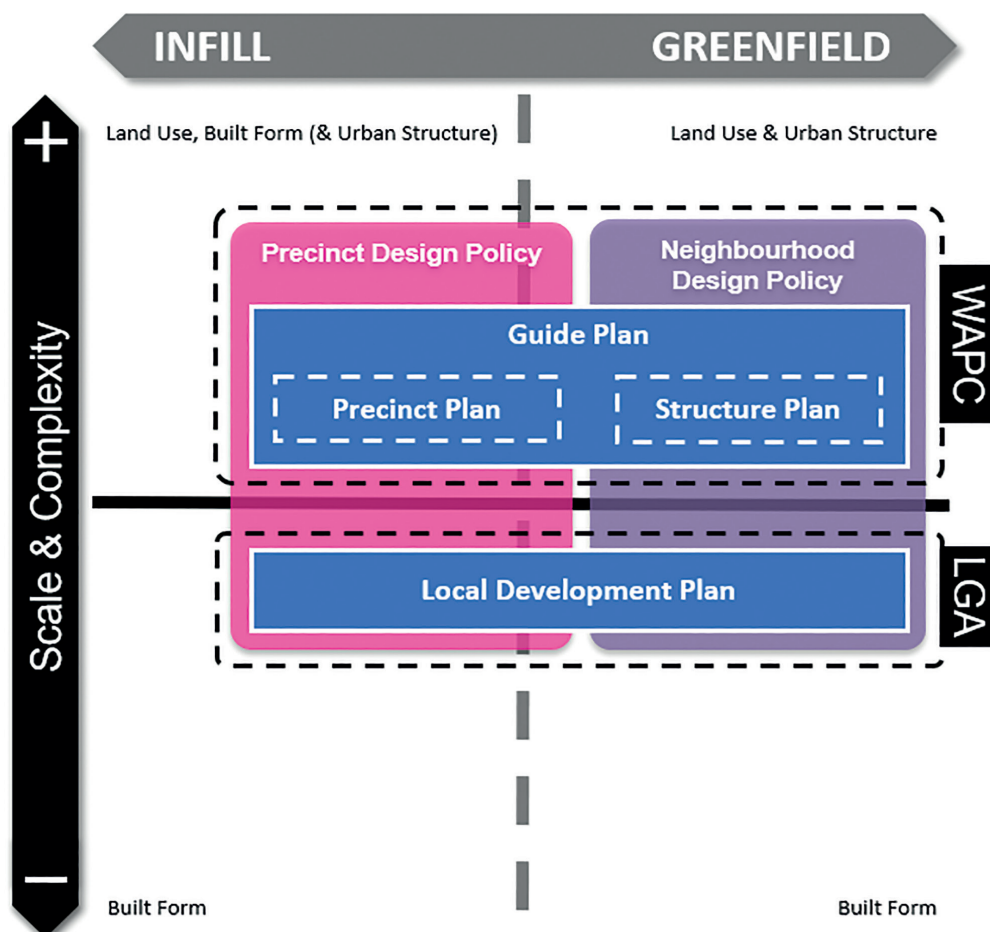 INFILL
GREENFIELD
+
Land Use, Built Form (& Urban Structure)
Land Use & Urban Structure
Scale & Complexity
Precinct Design Policy
Neighbourhood
Design Policy
WAPC
Guide Plan
Precinct Plan
Structure Plan
LGA
Local Development Plan
–
Built Form
Built Form